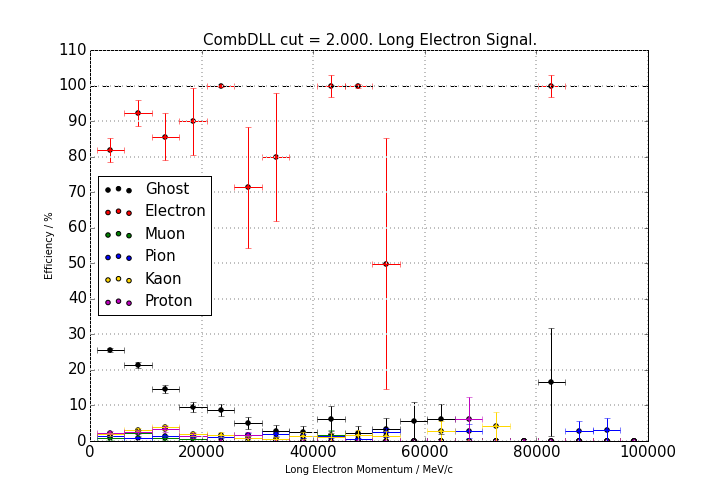 CombDLL cut = 2.000. Long Electron Signal.
110
100
90
80
70
60
50
40
30
20
10
0
Efficiency / %
Ghost
Electron
Muon
Pion
Kaon
Proton
0 20000 40000 60000 80000 100000
Long Electron Momentum / MeV/c